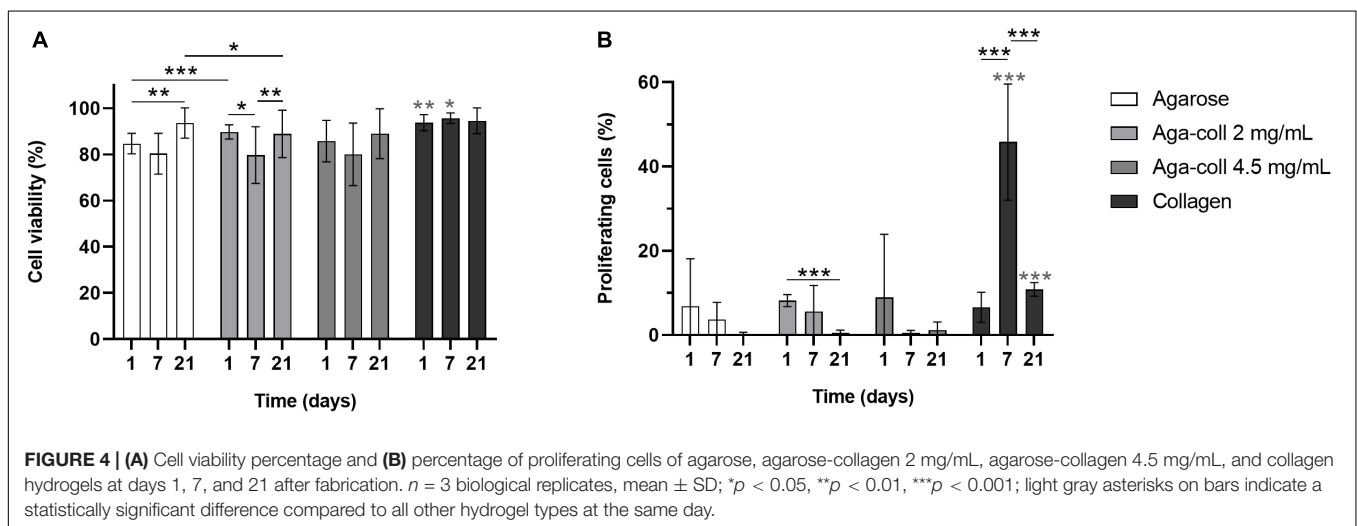 A
B
*
***
**
*
**
**
*
***
***
***
***
***
Cell viability (%)
100
80
60
40
20
0
1 7 21 1 7 21 1 7 21 1 7 21
Time (days)
Proliferating cells (%)
60
40
20
0
1 7 21 1 7 21 1 7 21 1 7 21
Time (days)
Agarose
Aga-coll 2 mg/mL
Aga-coll 4.5 mg/mL
Collagen
FIGURE 4 | (A) Cell viability percentage and (B) percentage of proliferating cells of agarose, agarose-collagen 2 mg/mL, agarose-collagen 4.5 mg/mL, and collagen
hydrogels at days 1, 7, and 21 after fabrication. n = 3 biological replicates, mean ± SD; *p < 0.05, **p < 0.01, ***p < 0.001; light gray asterisks on bars indicate a
statistically significant difference compared to all other hydrogel types at the same day.